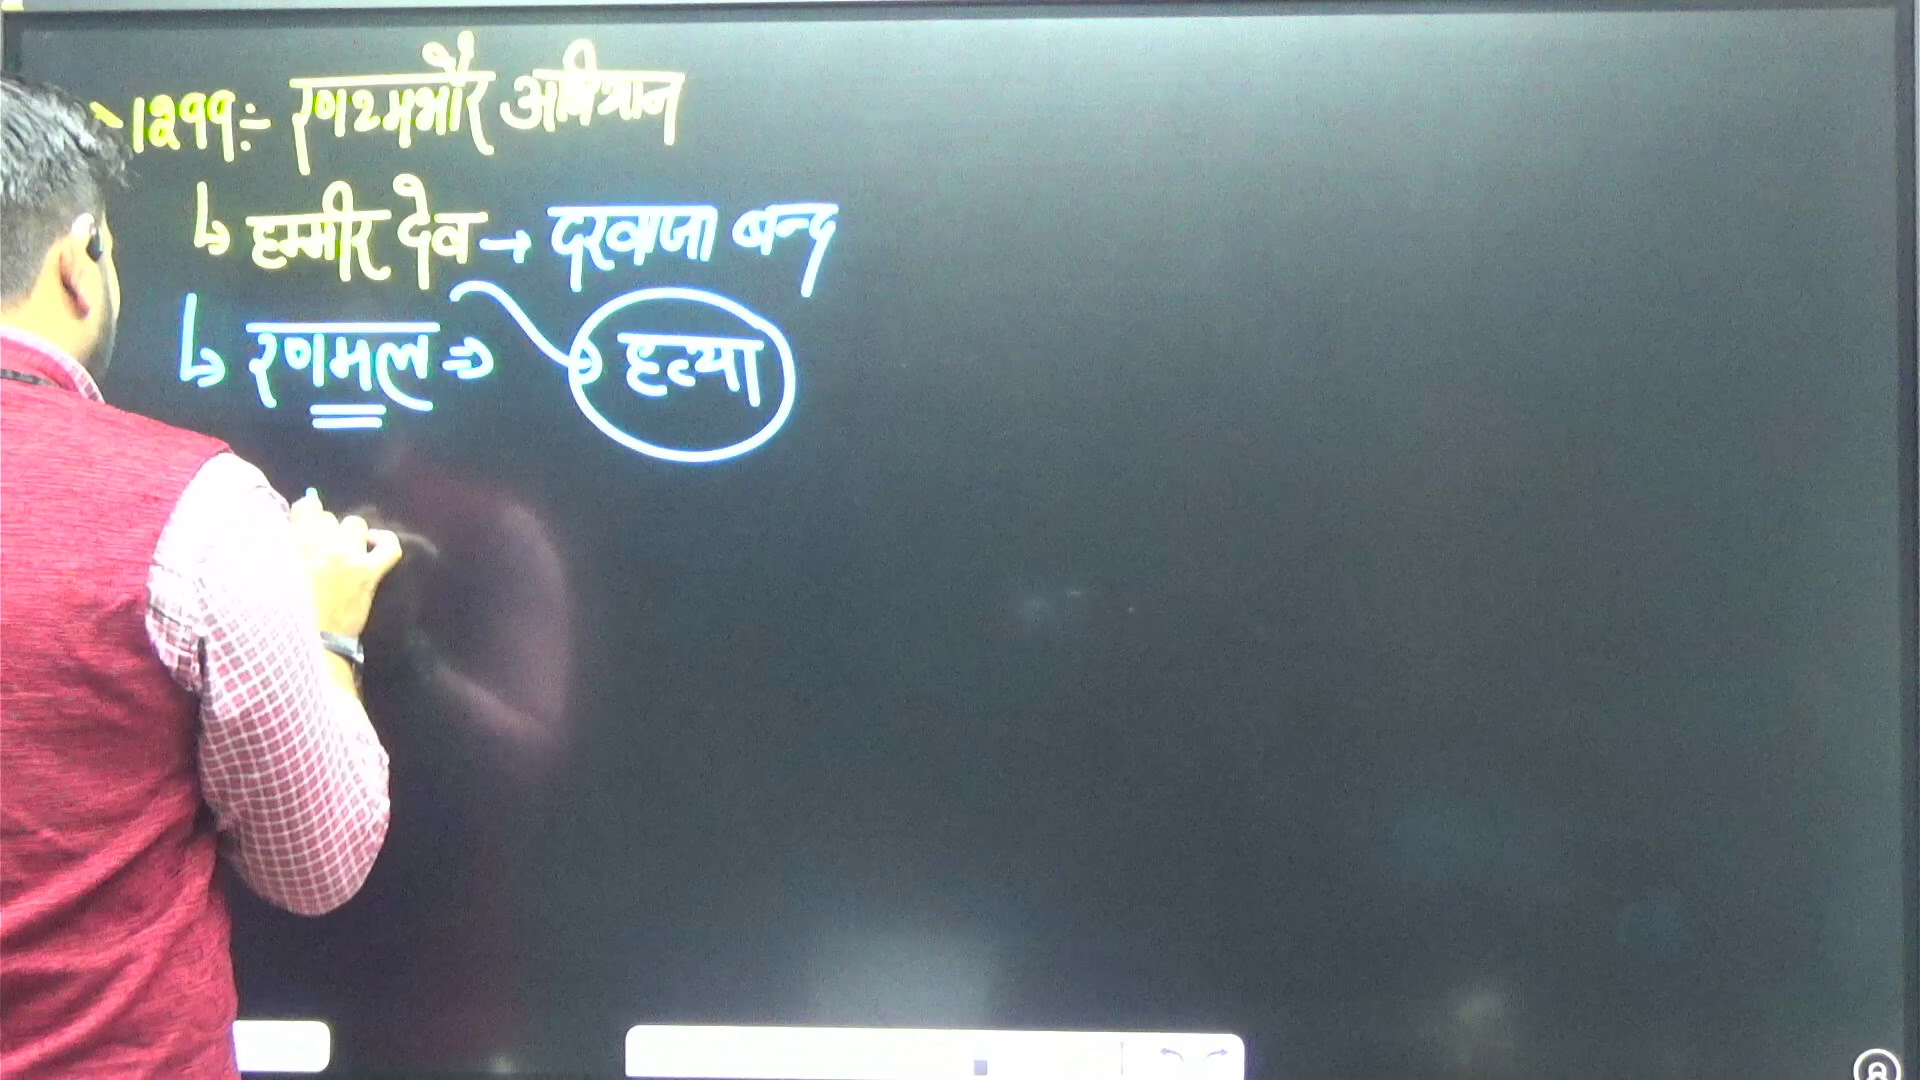 1299:- रणथम्भौर अभियान
↳ हम्मीर देव → दरवाजा बन्द
↳ रणमल ⇒ → हत्या